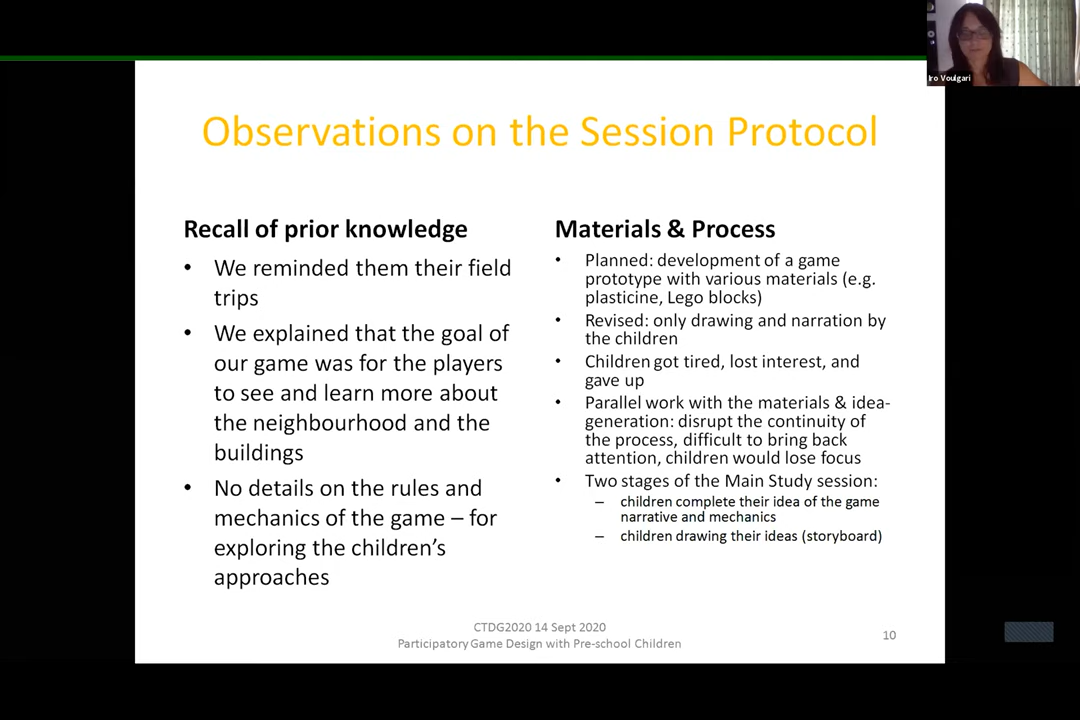 Iro Voulgari
Observations on the Session Protocol
Recall of prior knowledge
• We reminded them their field
trips
• We explained that the goal of
our game was for the players
to see and learn more about
the neighbourhood and the
buildings
• No details on the rules and
mechanics of the game – for
exploring the children’s
approaches
Materials & Process
• Planned: development of a game
prototype with various materials (e.g.
plasticine, Lego blocks)
• Revised: only drawing and narration by
the children
• Children got tired, lost interest, and
gave up
• Parallel work with the materials & idea-
generation: disrupt the continuity of
the process, difficult to bring back
attention, children would lose focus
• Two stages of the Main Study session:
– children complete their idea of the game
narrative and mechanics
– children drawing their ideas (storyboard)
CTDG2020 14 Sept 2020
Participatory Game Design with Pre-school Children
10